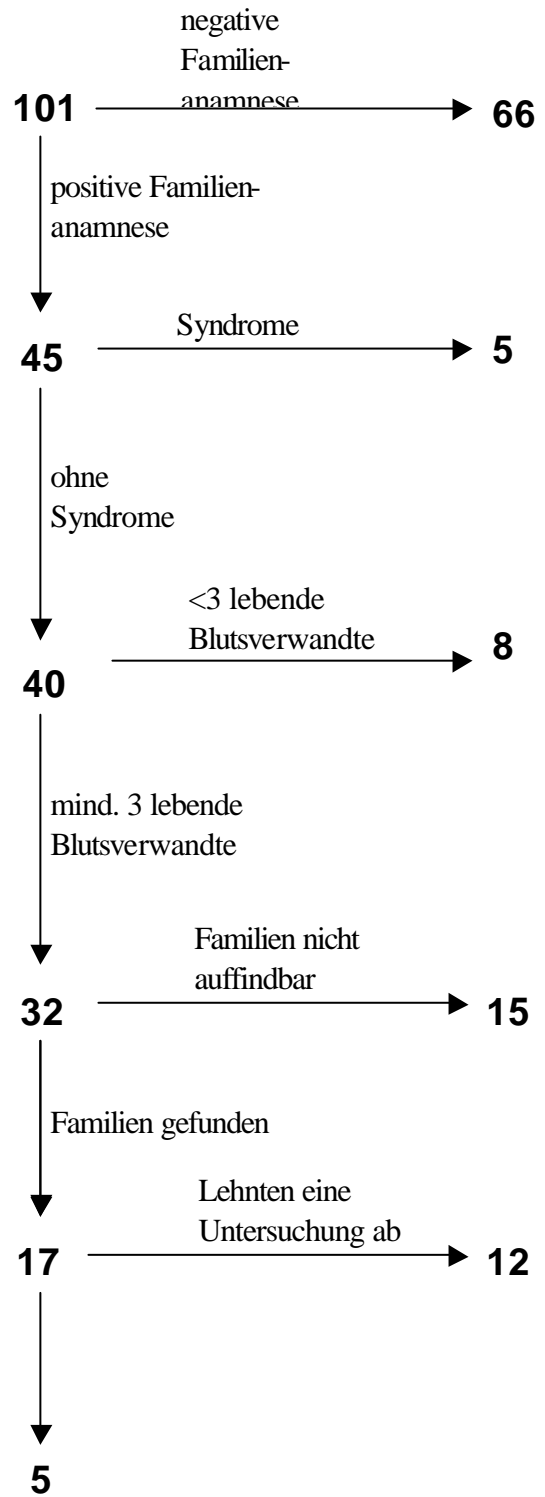 negative
Familien-
anamnese
101
66
positive Familien-
anamnese
Syndrome
45
5
ohne
Syndrome
<3 lebende
Blutsverwandte
40
8
mind. 3 lebende
Blutsverwandte
Familien nicht
auffindbar
32
15
Familien gefunden
Lehnten eine
Untersuchung ab
17
12
5